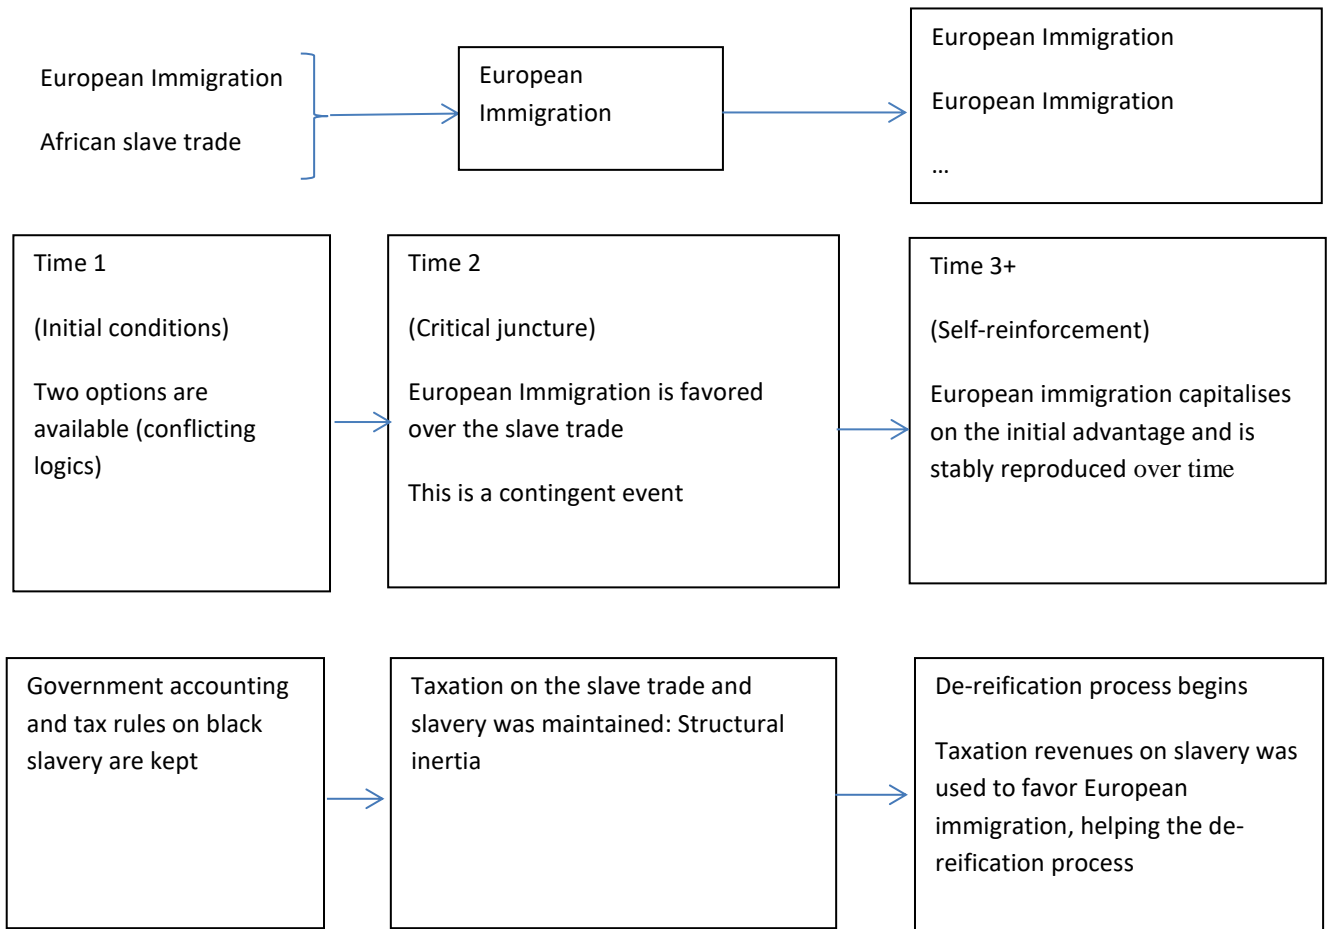 European Immigration
African slave trade
European
Immigration
European Immigration
European Immigration
...
Time 1
(Initial conditions)
Two options are
available (conflicting
logics)
Time 2
(Critical juncture)
European Immigration is favored
over the slave trade
This is a contingent event
Time 3+
(Self-reinforcement)
European immigration capitalises
on the initial advantage and is
stably reproduced over time
Government accounting
and tax rules on black
slavery are kept
Taxation on the slave trade and
slavery was maintained: Structural
inertia
De-reification process begins
Taxation revenues on slavery was
used to favor European
immigration, helping the de-
reification process